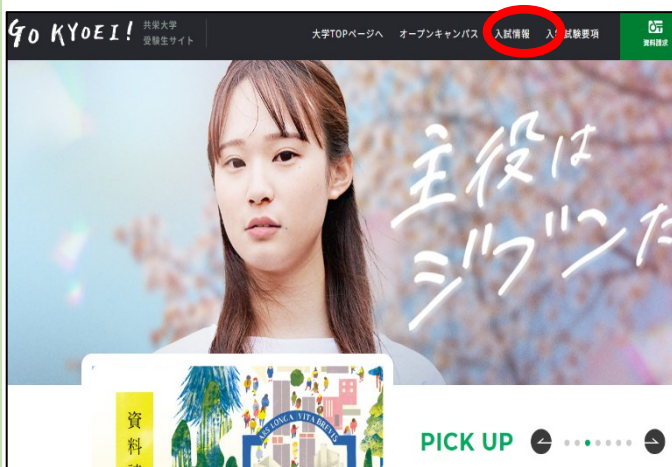 Go KYOEI!
共栄大学
受験生サイト
大学TOPページへ オープンキャンパス 入試情報 入学試験要項
資料請求
主役は
ジブンだ
ARS LONGA VITA BREVIS
資料
PICK UP